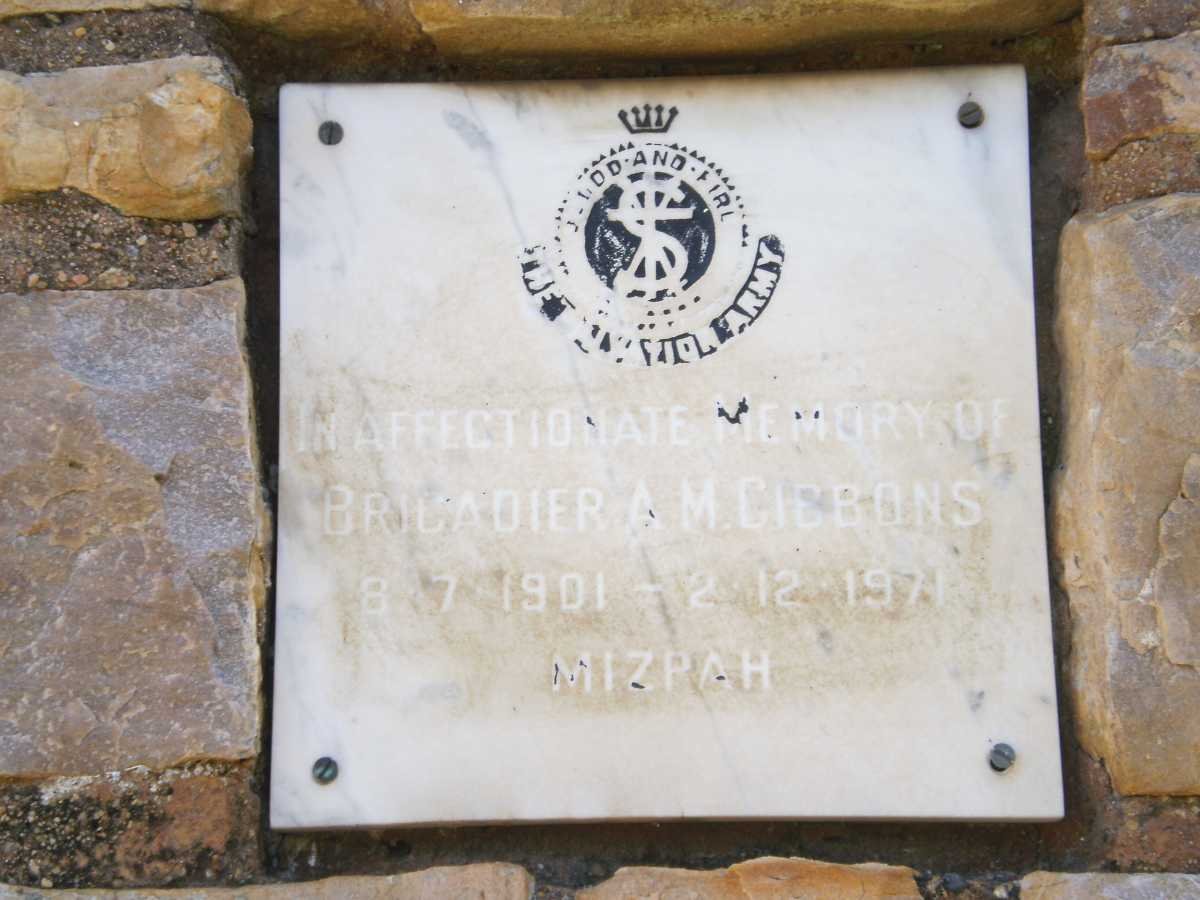 BLOOD·AND·FIRE
THE SALVATION ARMY
IN AFFECTIONATE MEMORY OF
BRIGADIER A.M. GIBBONS
8·7·1901 – 2·12·1971
MIZPAH